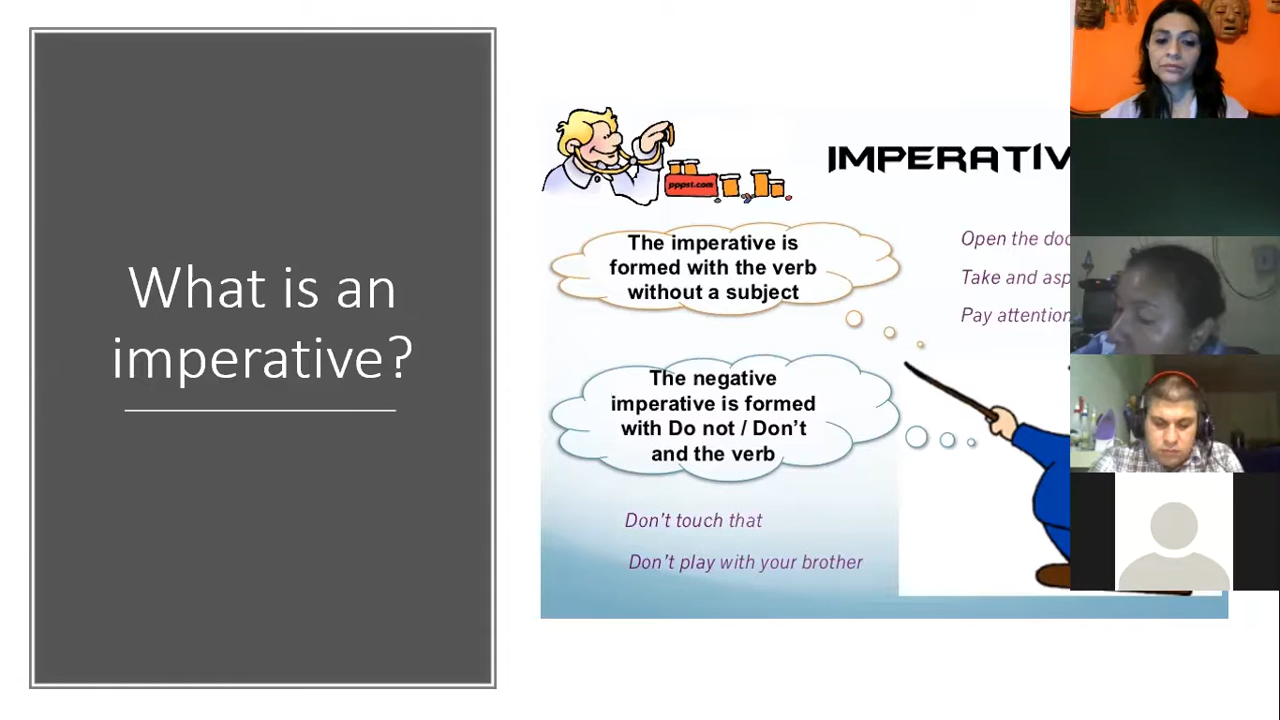 What is an
imperative?
pppst.com
IMPERATIV
The imperative is
formed with the verb
without a subject
Open the doo
Take and asp
Pay attention
The negative
imperative is formed
with Do not / Don't
and the verb
Don't touch that
Don't play with your brother